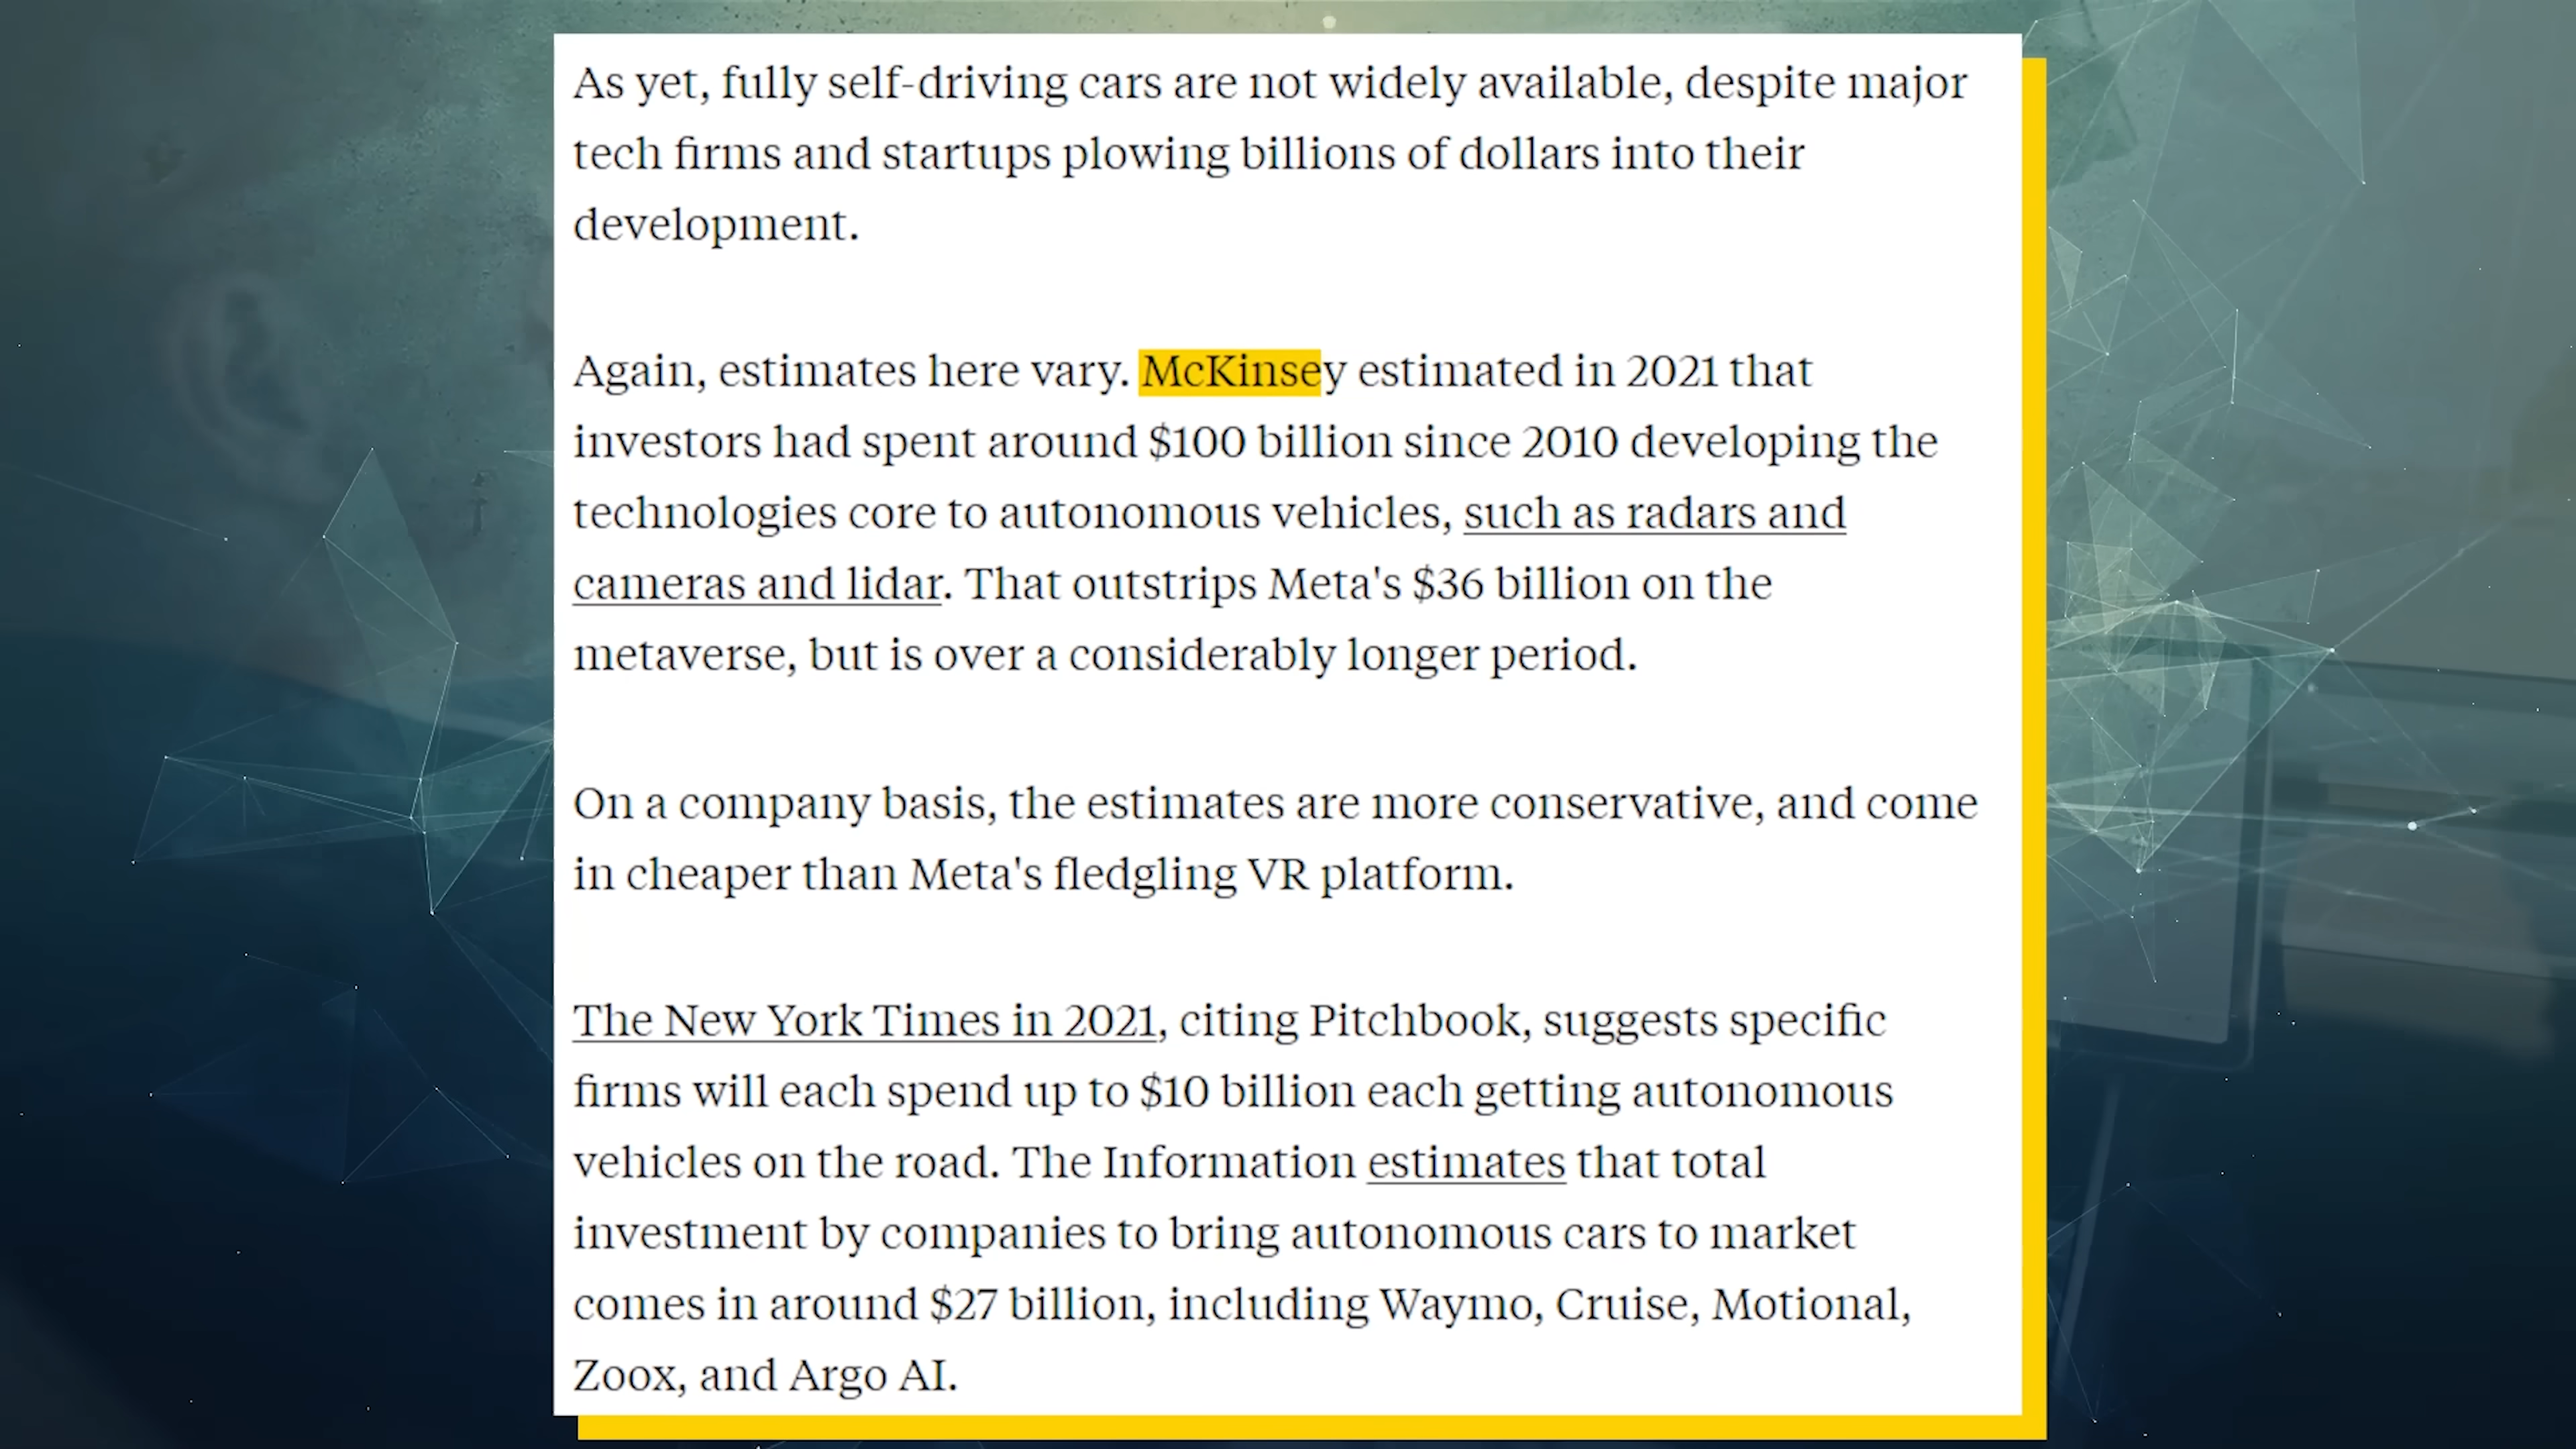 As yet, fully self-driving cars are not widely available, despite major
tech firms and startups plowing billions of dollars into their
development.
Again, estimates here vary. McKinsey estimated in 2021 that
investors had spent around $100 billion since 2010 developing the
technologies core to autonomous vehicles, such as radars and
cameras and lidar. That outstrips Meta's $36 billion on the
metaverse, but is over a considerably longer period.
On a company basis, the estimates are more conservative, and come
in cheaper than Meta's fledgling VR platform.
The New York Times in 2021, citing Pitchbook, suggests specific
firms will each spend up to $10 billion each getting autonomous
vehicles on the road. The Information estimates that total
investment by companies to bring autonomous cars to market
comes in around $27 billion, including Waymo, Cruise, Motional,
Zoox, and Argo AI.